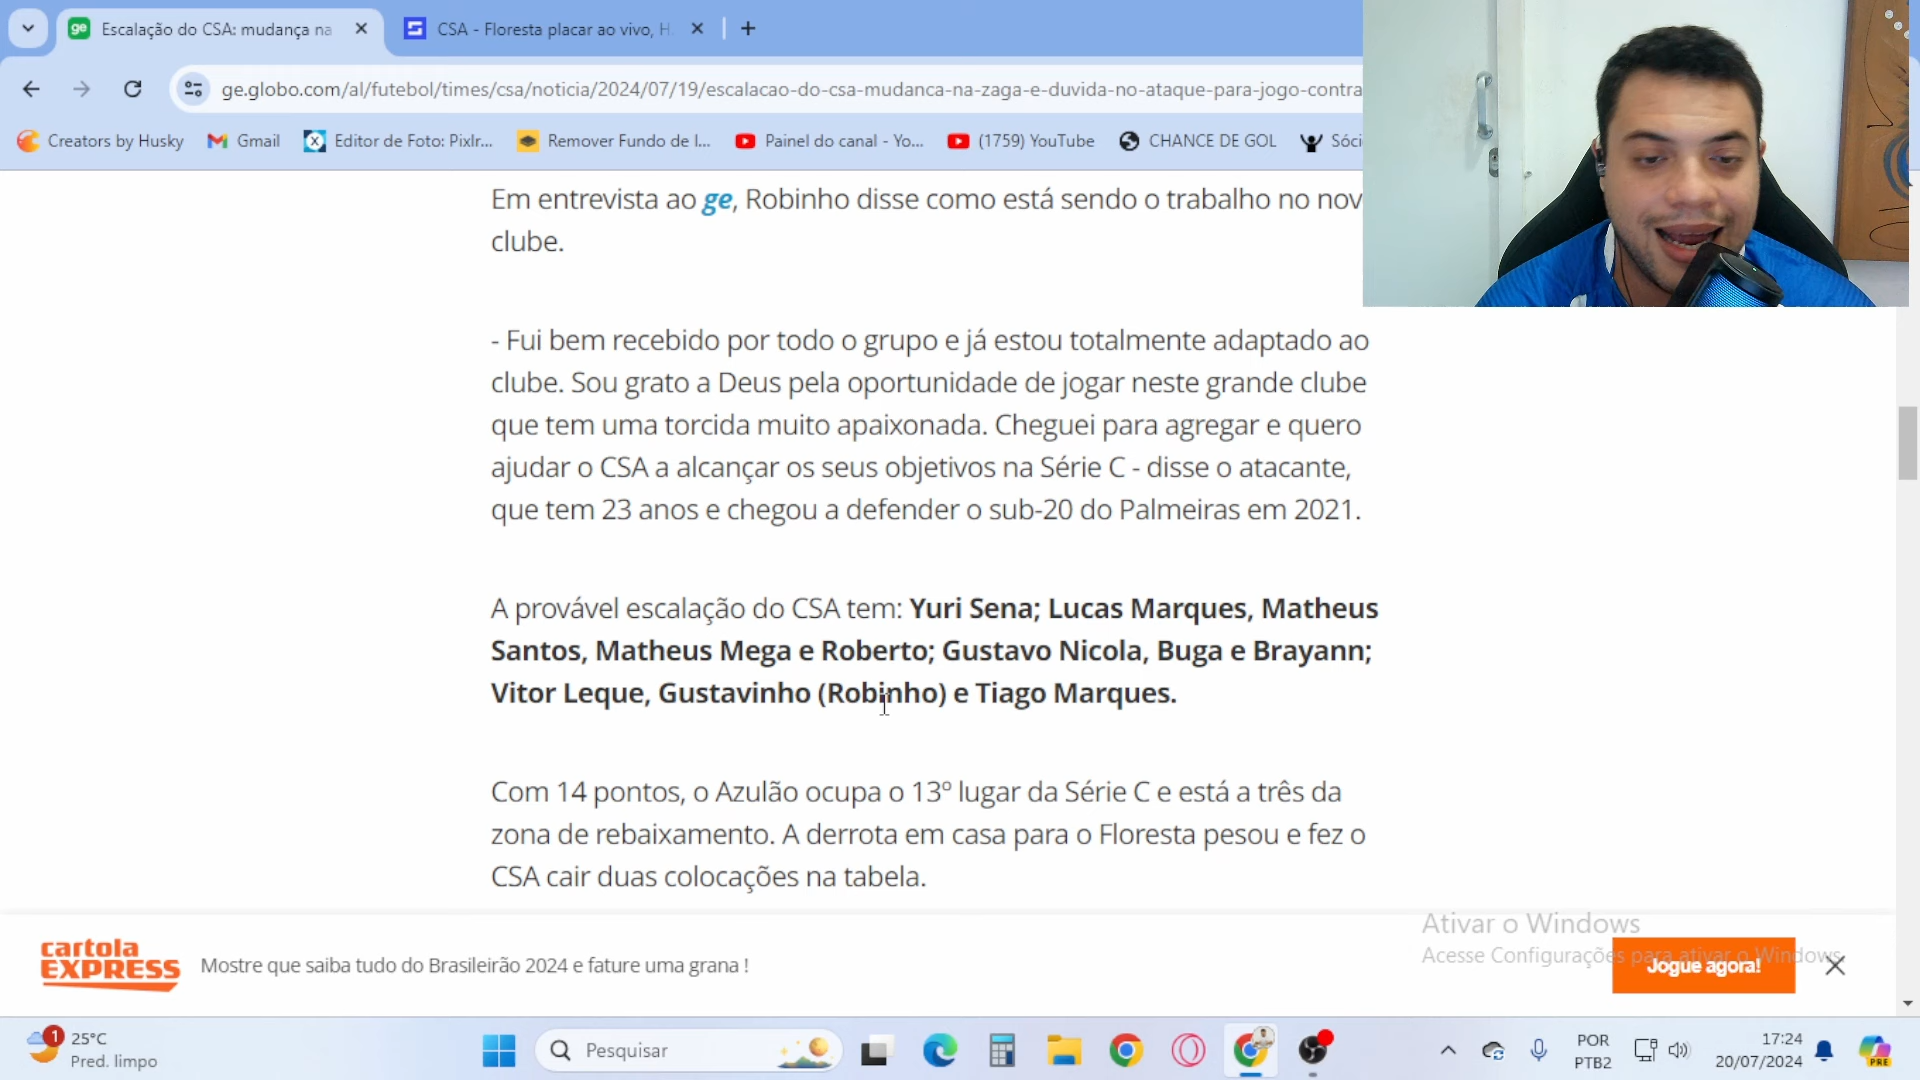 ge Escalação do CSA: mudança na
CSA - Floresta placar ao vivo, H
ge.globo.com/al/futebol/times/csa/noticia/2024/07/19/escalacao-do-csa-mudanca-na-zaga-e-duvida-no-ataque-para-jogo-contra
Creators by Husky
Gmail
Editor de Foto: Pixlr...
Remover Fundo de I...
Painel do canal - Yo...
(1759) YouTube
CHANCE DE GOL
Sóci
Em entrevista ao ge, Robinho disse como está sendo o trabalho no nov
clube.
- Fui bem recebido por todo o grupo e já estou totalmente adaptado ao
clube. Sou grato a Deus pela oportunidade de jogar neste grande clube
que tem uma torcida muito apaixonada. Cheguei para agregar e quero
ajudar o CSA a alcançar os seus objetivos na Série C - disse o atacante,
que tem 23 anos e chegou a defender o sub-20 do Palmeiras em 2021.
A provável escalação do CSA tem: Yuri Sena; Lucas Marques, Matheus
Santos, Matheus Mega e Roberto; Gustavo Nicola, Buga e Brayann;
Vitor Leque, Gustavinho (Robinho) e Tiago Marques.
Com 14 pontos, o Azulão ocupa o 13º lugar da Série C e está a três da
zona de rebaixamento. A derrota em casa para o Floresta pesou e fez o
CSA cair duas colocações na tabela.
Ativar o Windows
Acesse Configurações para ativar o Windows.
cartola
EXPRESS
Mostre que saiba tudo do Brasileirão 2024 e fature uma grana !
Jogue agora!
1
25°C
Pred. limpo
Pesquisar
POR
PTB2
17:24
20/07/2024
PRE